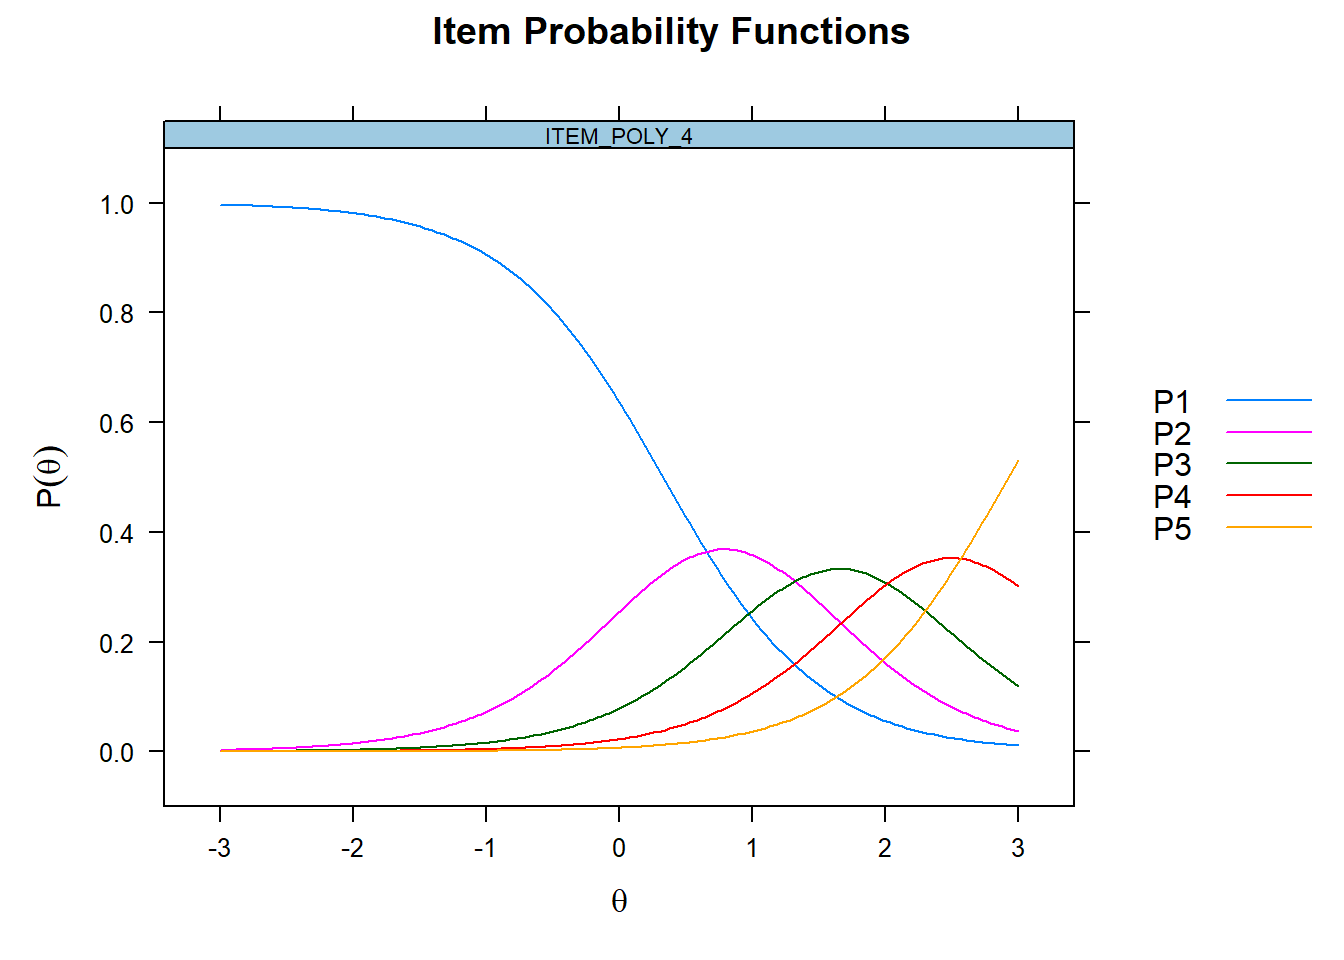 Item Probability Functions
ITEM_POLY_4
1.0
0.8
0.6
0.4
0.2
0.0
P(θ)
-3 -2 -1 0 1 2 3
θ
P1
P2
P3
P4
P5